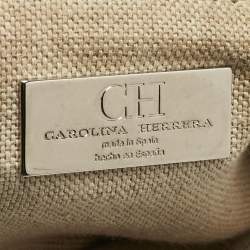 CH
CAROLINA HERRERA
made in Spain
hecho en España